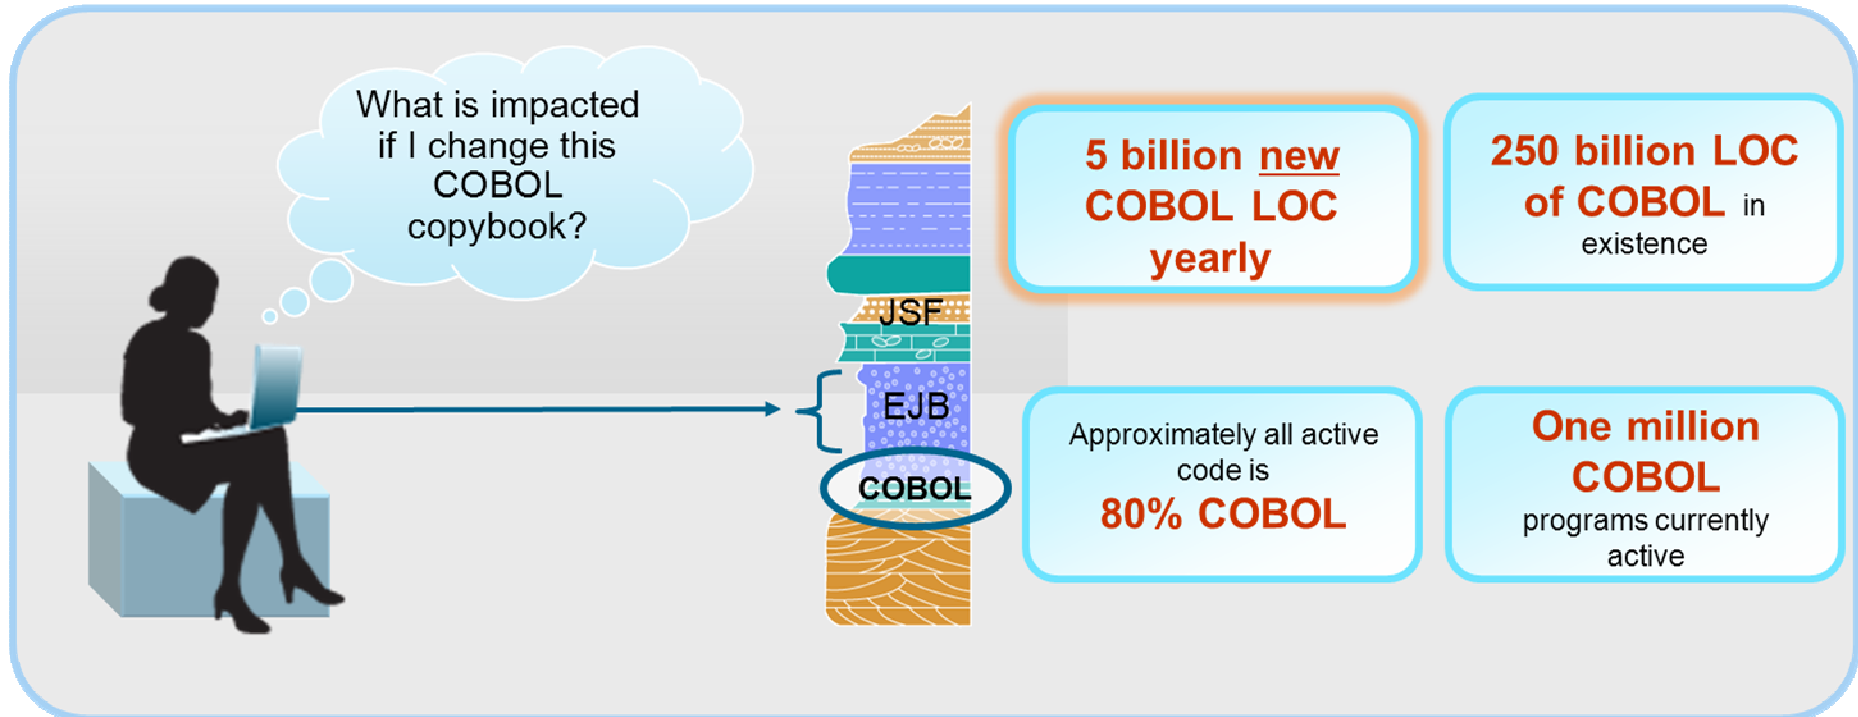 What is impacted
if I change this
COBOL
copybook?
JSF
EJB
COBOL
5 billion new
COBOL LOC
yearly
250 billion LOC
of COBOL in
existence
Approximately all active
code is
80% COBOL
One million
COBOL
programs currently
active